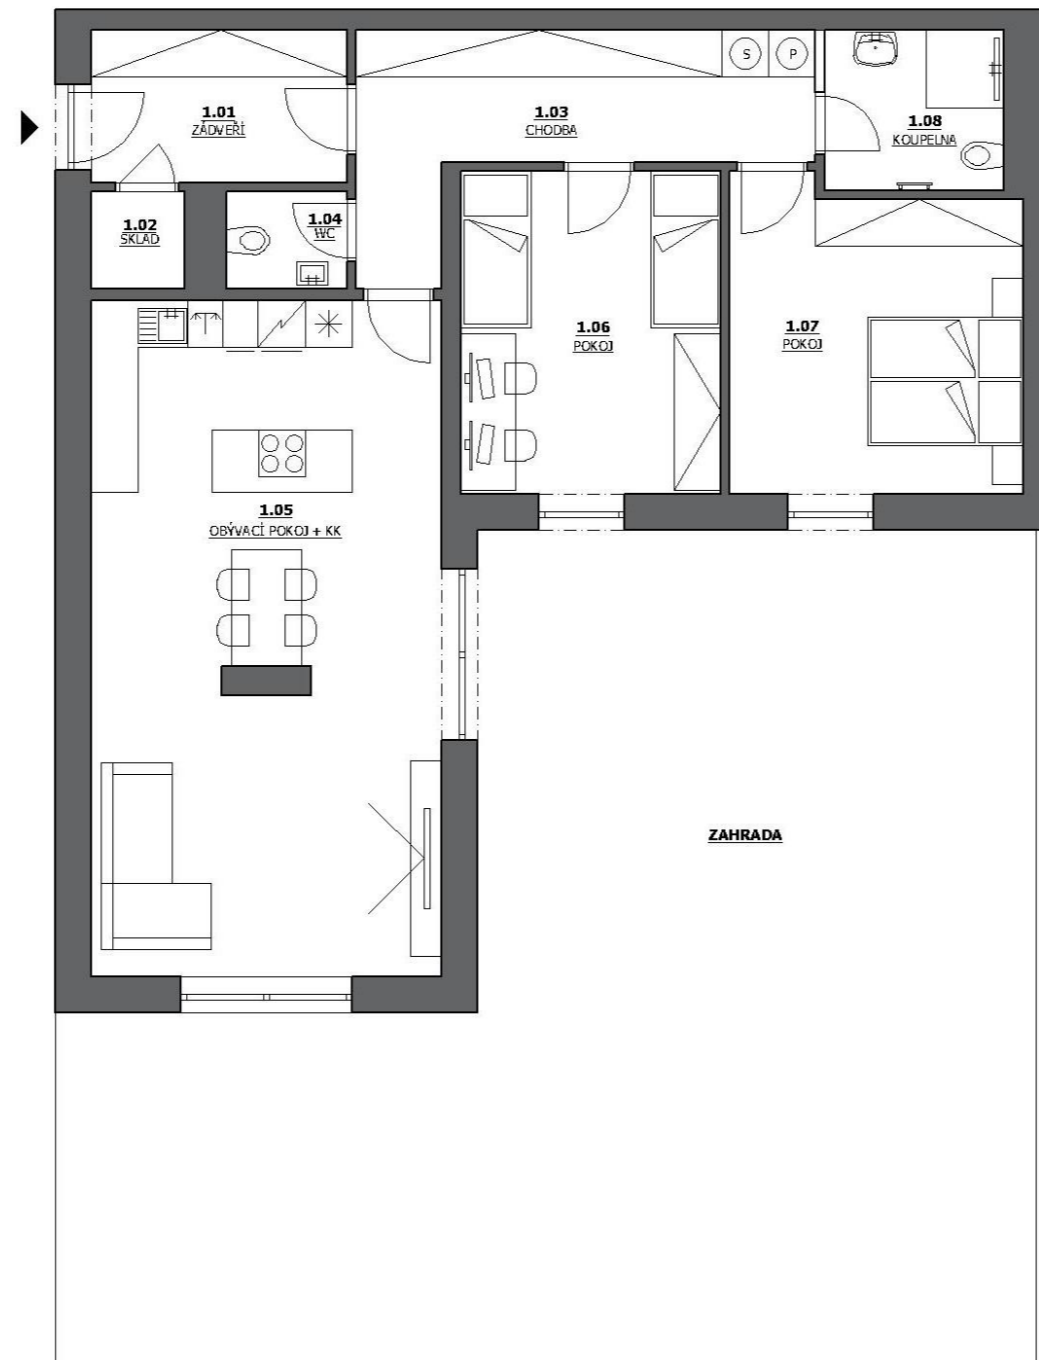 1.01
ZÁDVEŘÍ
1.03
CHODBA
S
P
1.08
KOUPELNA
1.02
SKLAD
1.04
WC
1.06
POKOJ
1.07
POKOJ
1.05
OBÝVACÍ POKOJ + KK
ZAHRADA